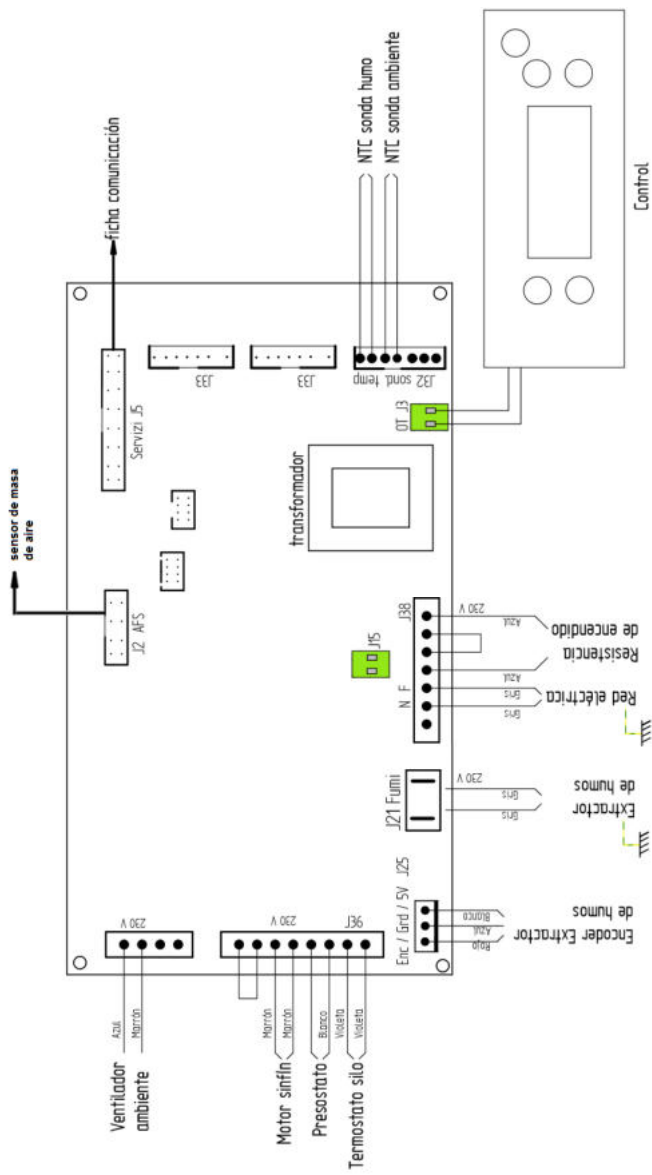 sensor de masa
de aire
ficha comunicación
J2 AFS
Servizi J5
J33
J33
J32 sond. temp
NTC sonda humo
NTC sonda ambiente
OT J3
transformador
J15
Control
230 V
Azul
Marrón
Ventilador
ambiente
230 V
J36
Marrón
Marrón
Blanco
Violeta
Violeta
Motor sinfín
Presostato
Termostato silo
Enc / Grd / 5V
J25
Rojo
Azul
Blanco
Encoder Extractor
de humos
J21 Fumi
230 V
Gris
Gris
Extractor
de humos
N F
J38
230 V
Gris
Gris
Azul
Azul
Red eléctrica
Resistencia
de encendido